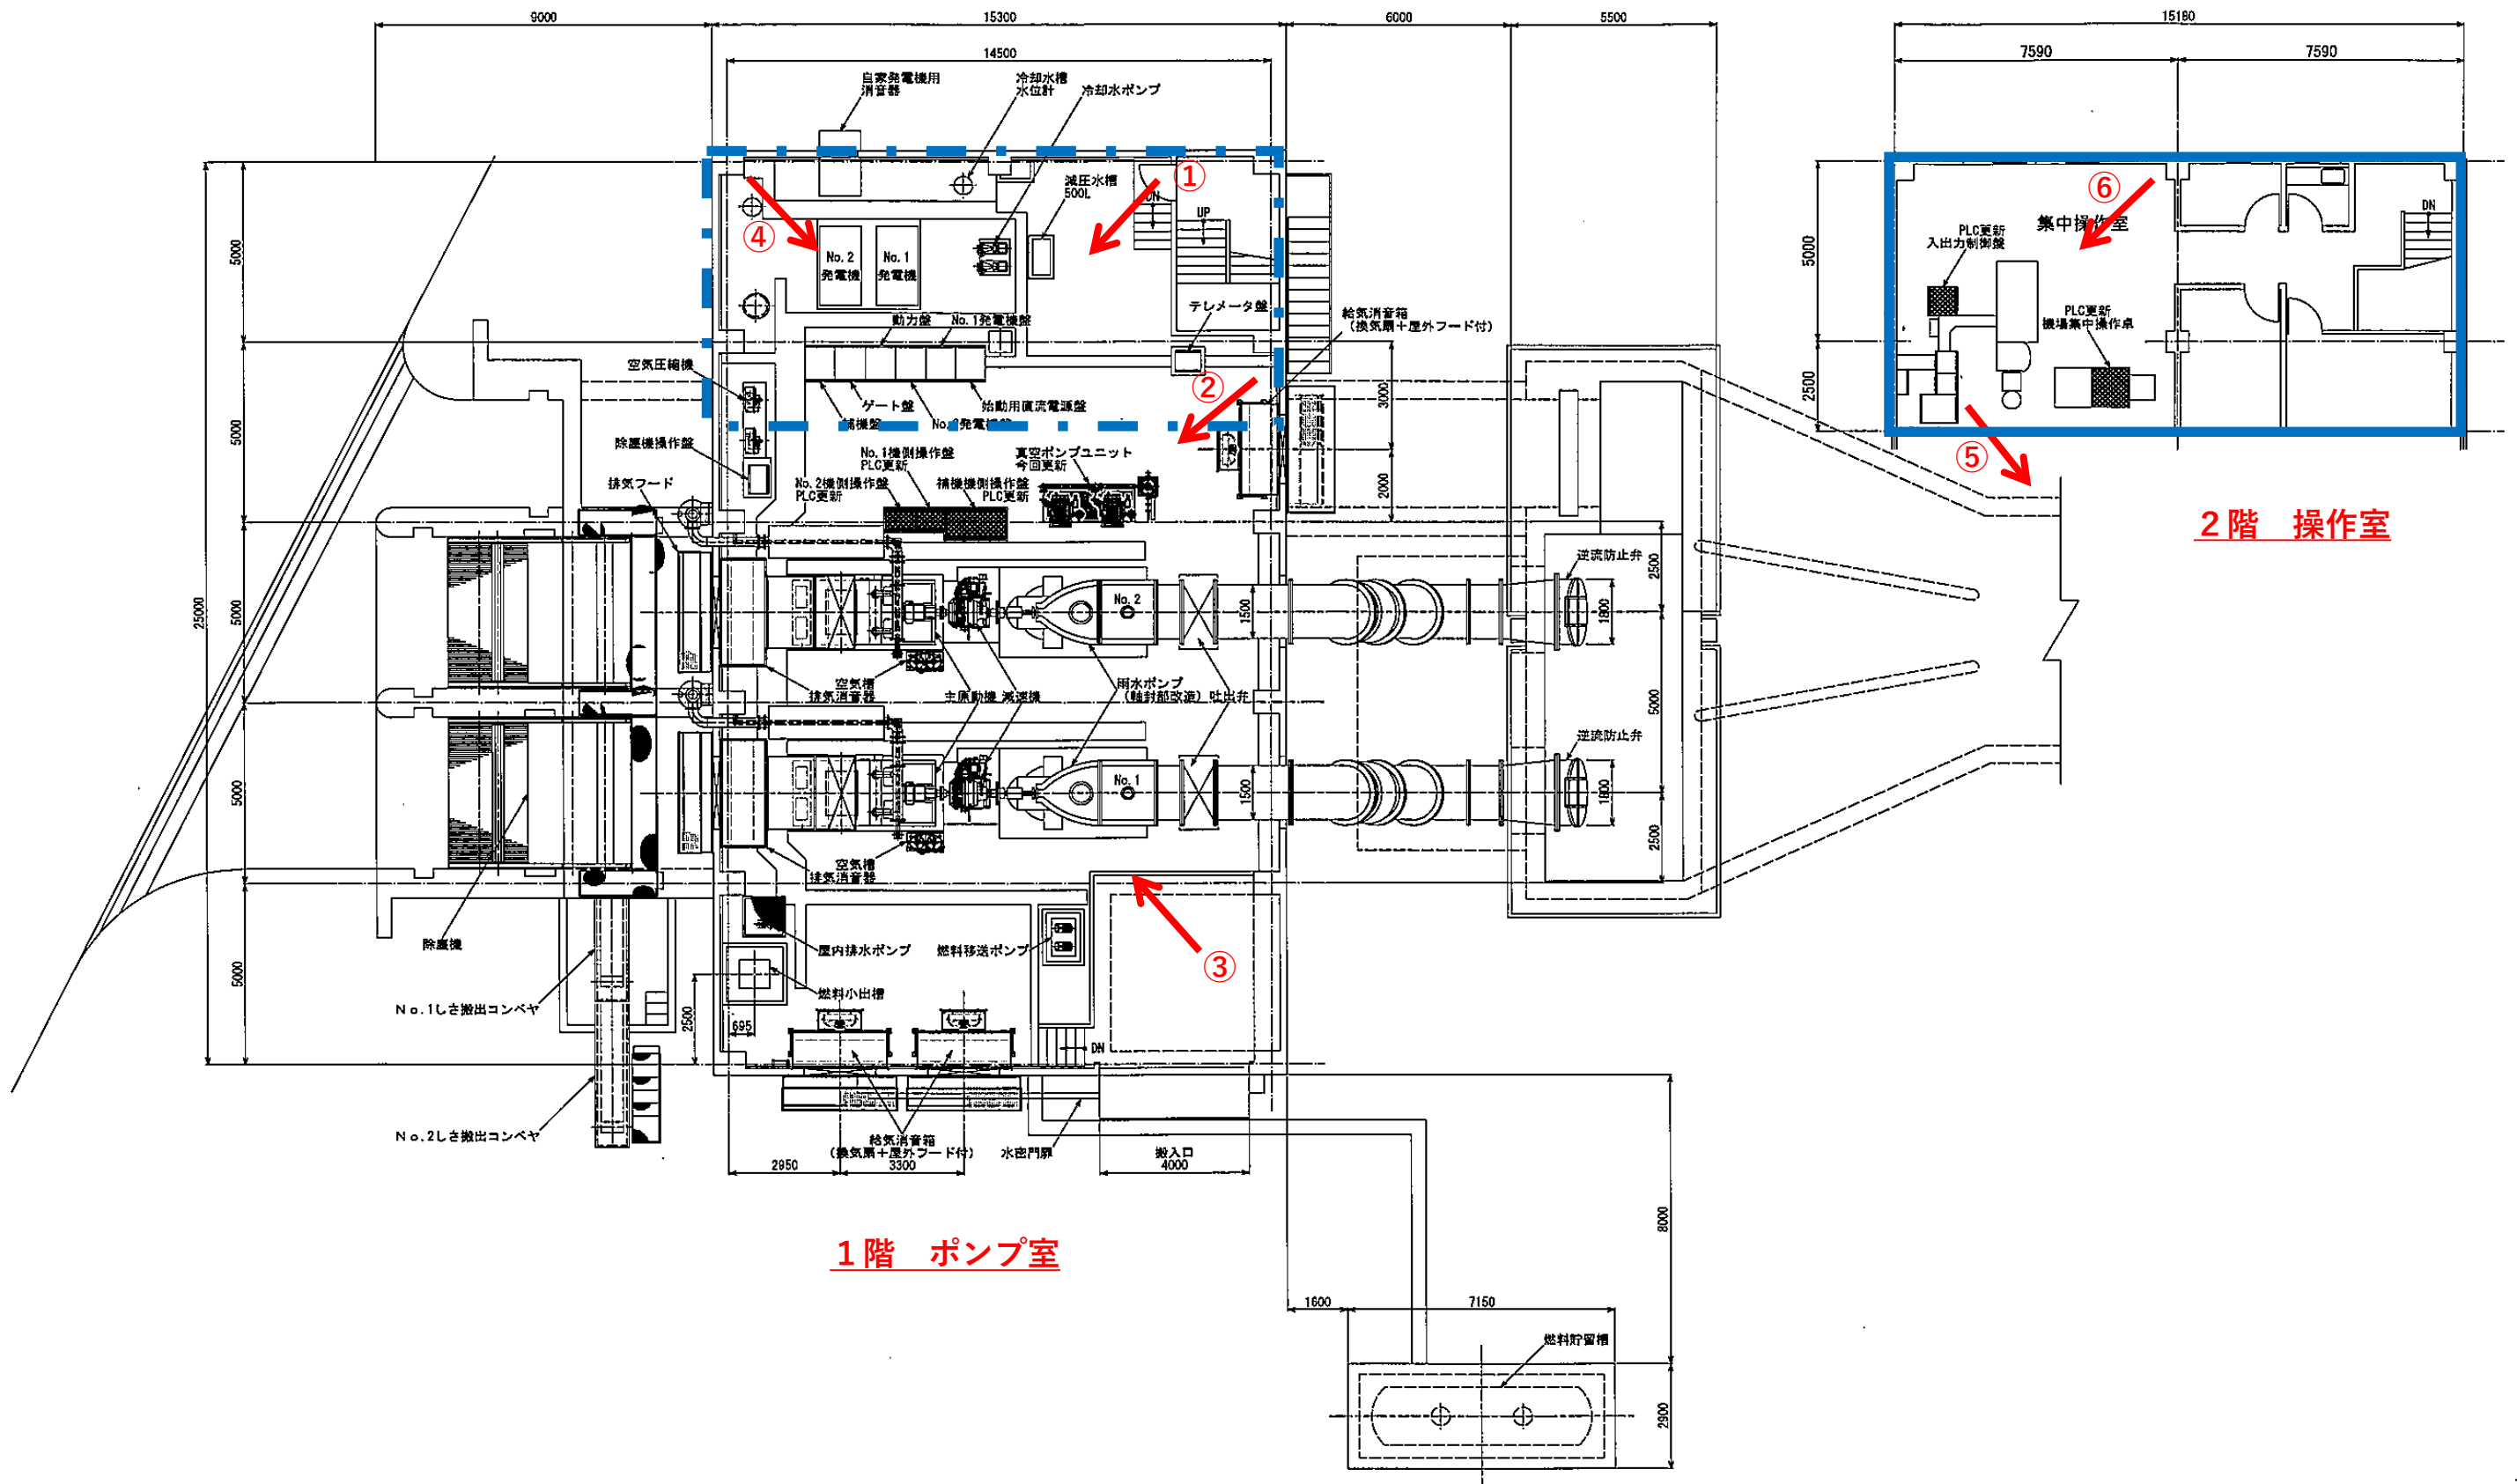 9000
15300
6000
5500
15180
14500
7590
7590
自家発電機用
消音器
冷却水槽
水位計
冷却水ポンプ
①
減圧水槽
500L
DN
UP
④
No.2
発電機
No.1
発電機
⑥
集中操作室
PLC更新
入出力制御盤
DN
5000
5000
テレメータ盤
給気消音箱
(換気扇+屋外フード付)
動力盤
No.1発電機盤
PLC更新
機場集中操作卓
空気圧縮機
②
3000
2500
ゲート盤
始動用直流電源盤
補機盤
No.2発電機盤
5000
除塵機操作盤
No.1機側操作盤
PLC更新
真空ポンプユニット
今回更新
⑤
排気フード
No.2機側操作盤
PLC更新
補機機側操作盤
PLC更新
2000
2階 操作室
逆流防止弁
2500
25000
5000
No.2
1500
1800
空気槽
排気消音器
主原動機
減速機
雨水ポンプ
(軸封部改造)
吐出弁
5000
逆流防止弁
5000
No.1
1500
1800
2500
空気槽
排気消音器
除塵機
屋内排水ポンプ
燃料移送ポンプ
③
5000
燃料小出槽
No.1しさ搬出コンベヤ
2500
695
DN
No.2しさ搬出コンベヤ
給気消音箱
(換気扇+屋外フード付)
水密門扉
搬入口
2950
3300
4000
8000
1階 ポンプ室
1600
7150
燃料貯留槽
2900